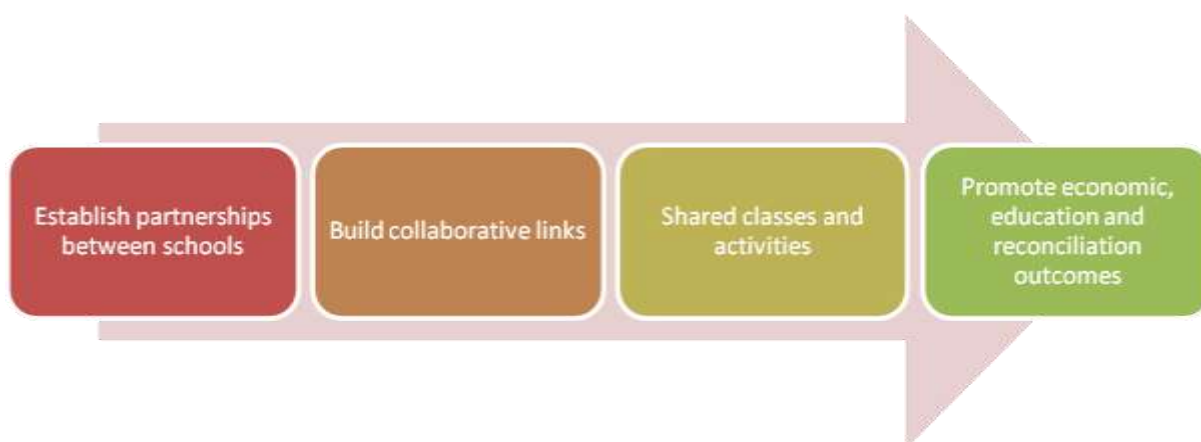 Establish partnerships
between schools
Build collaborative links
Shared classes and
activities
Promote economic,
education and
reconciliation
outcomes